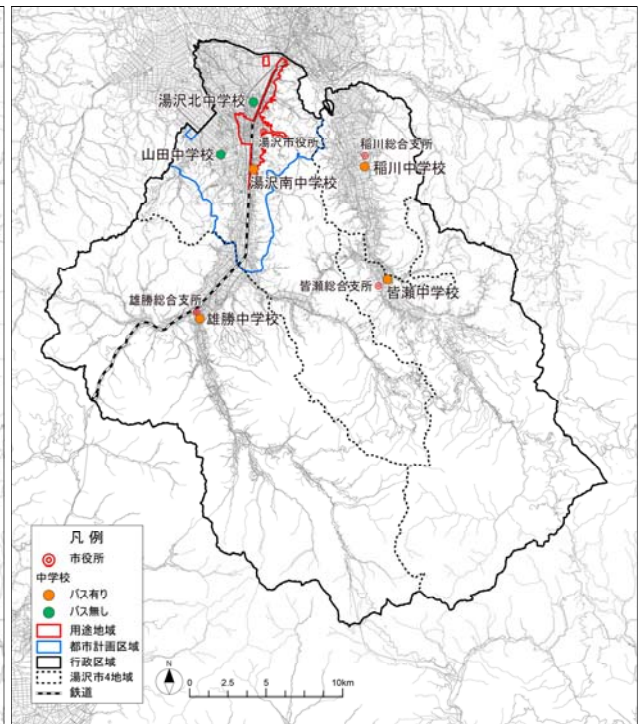 湯沢北中学校
湯沢市役所
山田中学校
湯沢南中学校
稲川総合支所
稲川中学校
皆瀬総合支所
皆瀬中学校
雄勝総合支所
雄勝中学校
凡 例
市役所
中学校
バス有り
バス無し
用途地域
都市計画区域
行政区域
湯沢市4地域
鉄道
N
0 2.5 5 10km